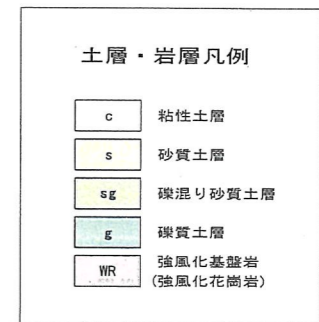 土層・岩層凡例
c 粘性土層
s 砂質土層
sg 礫混り砂質土層
g 礫質土層
WR 強風化基盤岩
(強風化花崗岩)